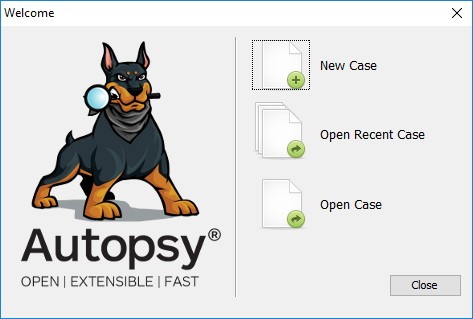 Welcome
New Case
Open Recent Case
Open Case
Autopsy®
OPEN | EXTENSIBLE | FAST
Close